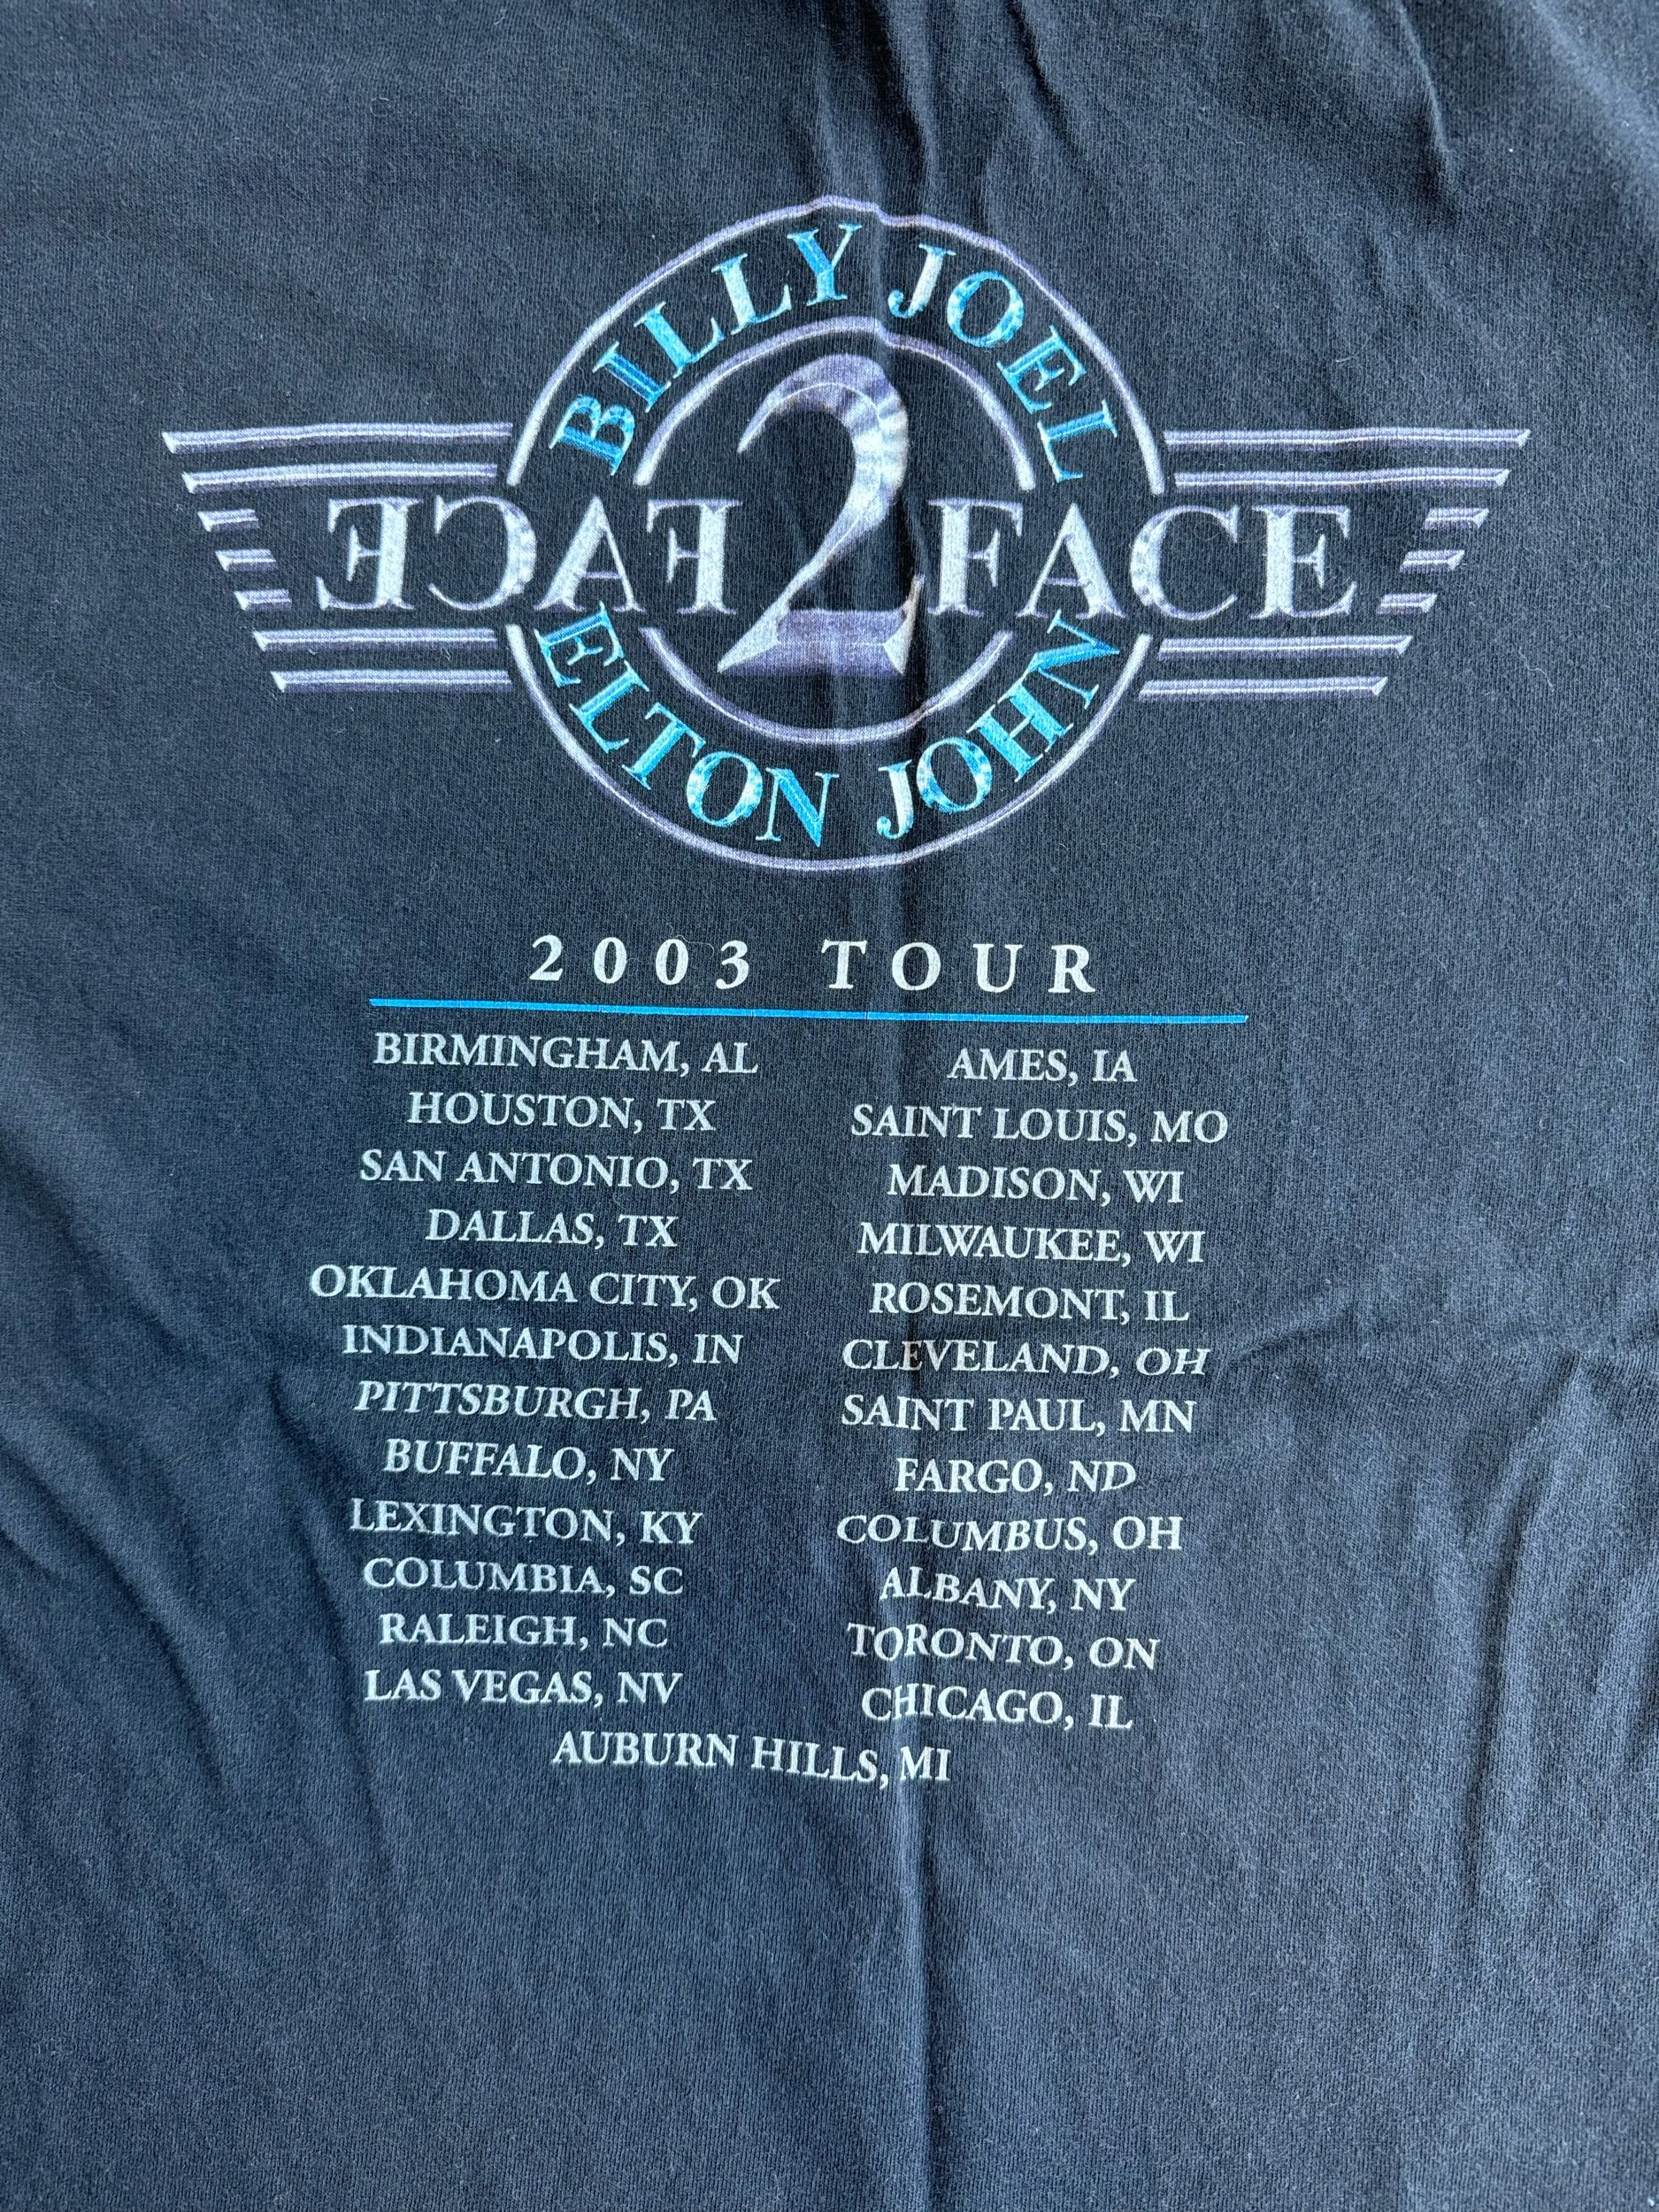 BILLY JOEL
FACE 2 FACE
ELTON JOHN
2003 TOUR
BIRMINGHAM, AL
HOUSTON, TX
SAN ANTONIO, TX
DALLAS, TX
OKLAHOMA CITY, OK
INDIANAPOLIS, IN
PITTSBURGH, PA
BUFFALO, NY
LEXINGTON, KY
COLUMBIA, SC
RALEIGH, NC
LAS VEGAS, NV
AMES, IA
SAINT LOUIS, MO
MADISON, WI
MILWAUKEE, WI
ROSEMONT, IL
CLEVELAND, OH
SAINT PAUL, MN
FARGO, ND
COLUMBUS, OH
ALBANY, NY
TORONTO, ON
CHICAGO, IL
AUBURN HILLS, MI